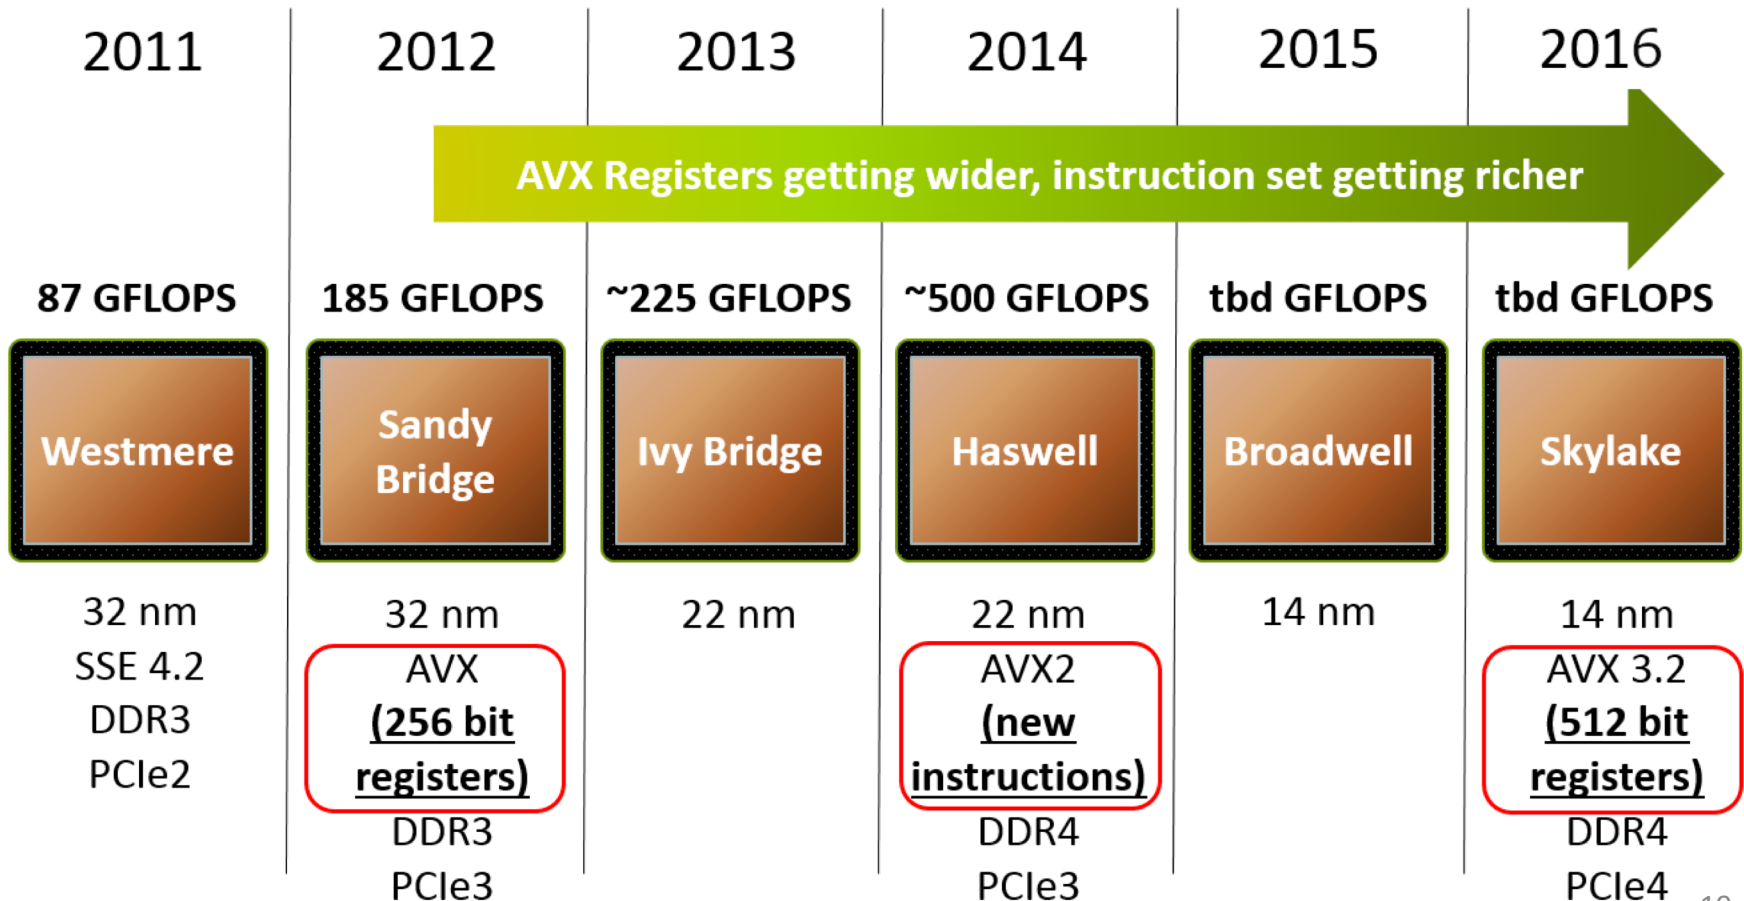 2011
2012
2013
2014
2015
2016
AVX Registers getting wider, instruction set getting richer
87 GFLOPS
185 GFLOPS
~225 GFLOPS
~500 GFLOPS
tbd GFLOPS
tbd GFLOPS
Westmere
Sandy
Bridge
Ivy Bridge
Haswell
Broadwell
Skylake
32 nm
SSE 4.2
DDR3
PCIe2
32 nm
AVX
(256 bit
registers)
DDR3
PCIe3
22 nm
22 nm
AVX2
(new
instructions)
DDR4
PCIe3
14 nm
14 nm
AVX 3.2
(512 bit
registers)
DDR4
PCIe4